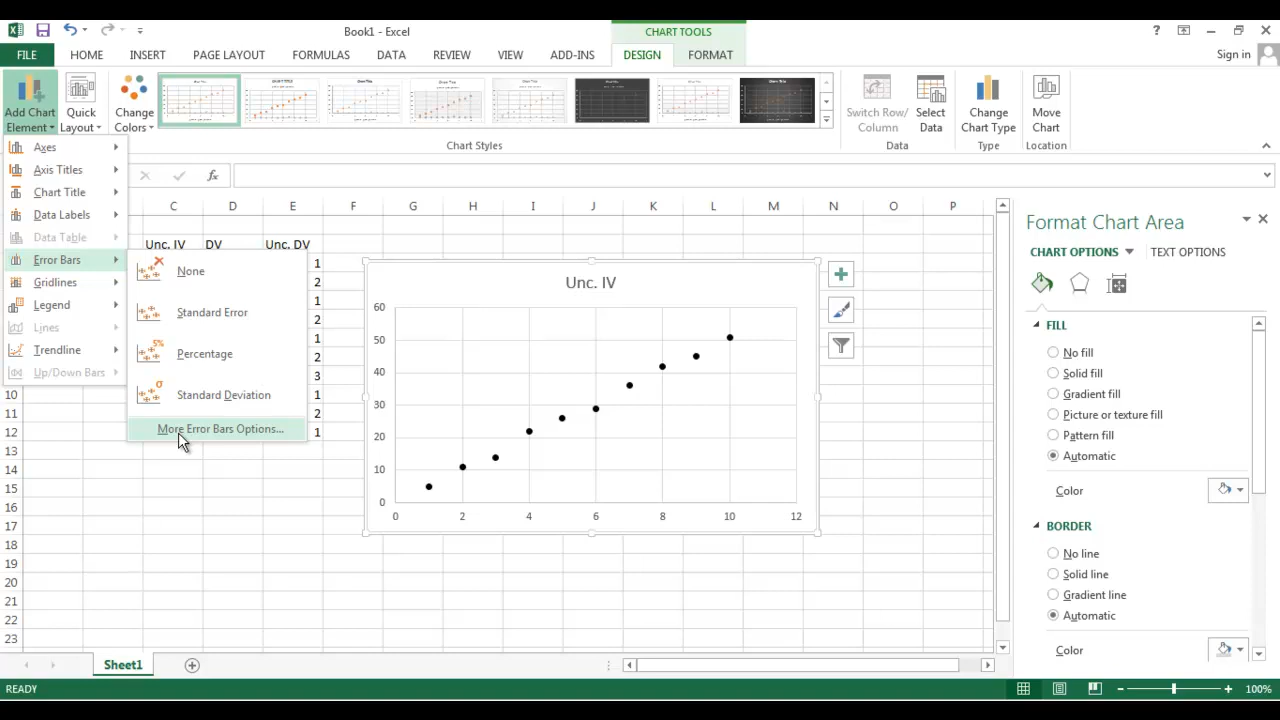 Book1 - Excel
CHART TOOLS
?
FILE HOME INSERT PAGE LAYOUT FORMULAS DATA REVIEW VIEW ADD-INS DESIGN FORMAT Sign in
Add Chart Element
Quick Layout
Change Colors
Switch Row/Column
Select Data
Change Chart Type
Move Chart
Chart Styles Data Type Location
Axes
Axis Titles
Chart Title
Data Labels
Data Table
Error Bars
Gridlines
Legend
Lines
Trendline
Up/Down Bars
None
Standard Error
5%
Percentage
σ
Standard Deviation
More Error Bars Options...
fx
C D E F G H I J K L M N O P
Unc. IV DV Unc. DV
1
2
1
2
1
2
3
10 1
11 2
12 1
13
14
15
16
17
18
19
20
21
22
23
Unc. IV
60
50
40
30
20
10
0
0 2 4 6 8 10 12
Format Chart Area
CHART OPTIONS TEXT OPTIONS
FILL
No fill
Solid fill
Gradient fill
Picture or texture fill
Pattern fill
Automatic
Color
BORDER
No line
Solid line
Gradient line
Automatic
Color
Sheet1
READY 100%